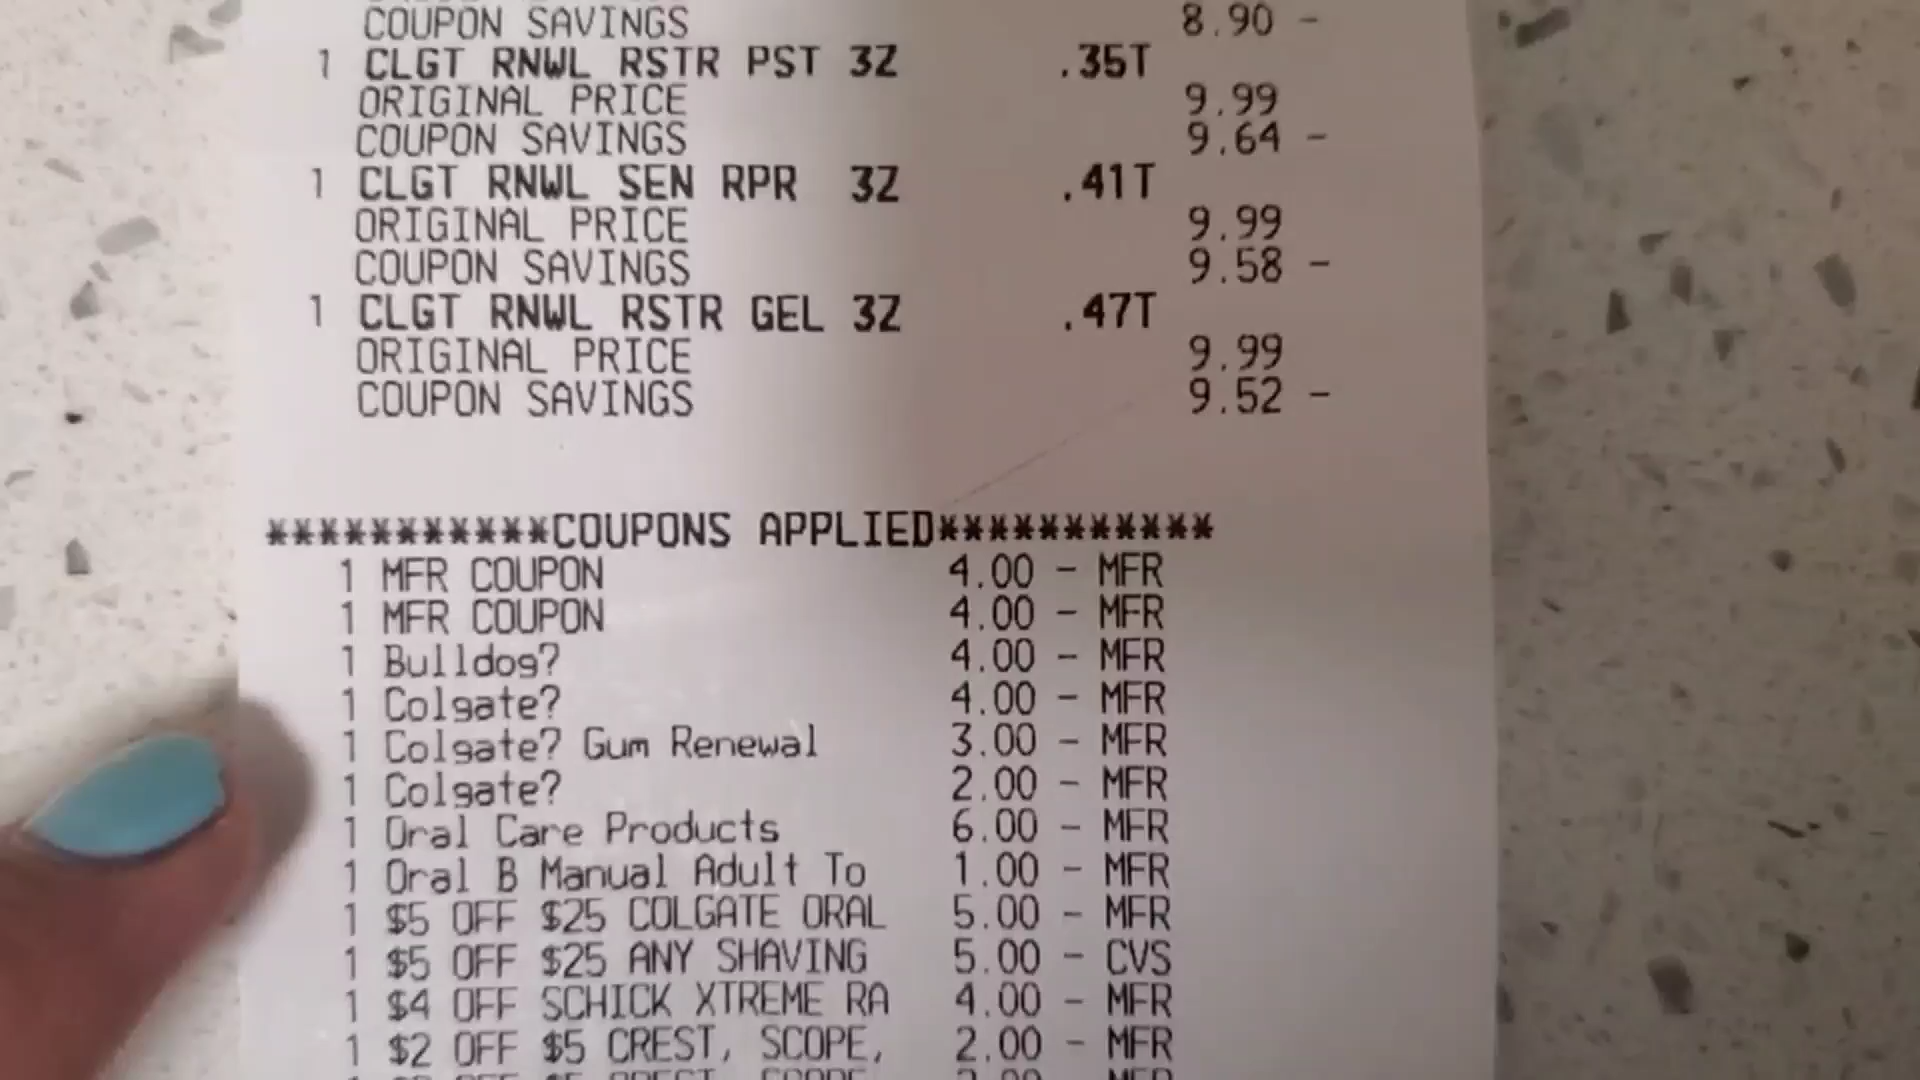 COUPON SAVINGS 8.90 -
1 CLGT RNWL RSTR PST 3Z .35T
ORIGINAL PRICE 9.99
COUPON SAVINGS 9.64 -
1 CLGT RNWL SEN RPR 3Z .41T
ORIGINAL PRICE 9.99
COUPON SAVINGS 9.58 -
1 CLGT RNWL RSTR GEL 3Z .47T
ORIGINAL PRICE 9.99
COUPON SAVINGS 9.52 -
***********COUPONS APPLIED***********
1 MFR COUPON 4.00 - MFR
1 MFR COUPON 4.00 - MFR
1 Bulldog? 4.00 - MFR
1 Colgate? 4.00 - MFR
1 Colgate? Gum Renewal 3.00 - MFR
1 Colgate? 2.00 - MFR
1 Oral Care Products 6.00 - MFR
1 Oral B Manual Adult To 1.00 - MFR
1 $5 OFF $25 COLGATE ORAL 5.00 - MFR
1 $5 OFF $25 ANY SHAVING 5.00 - CVS
1 $4 OFF SCHICK XTREME RA 4.00 - MFR
1 $2 OFF $5 CREST, SCOPE, 2.00 - MFR